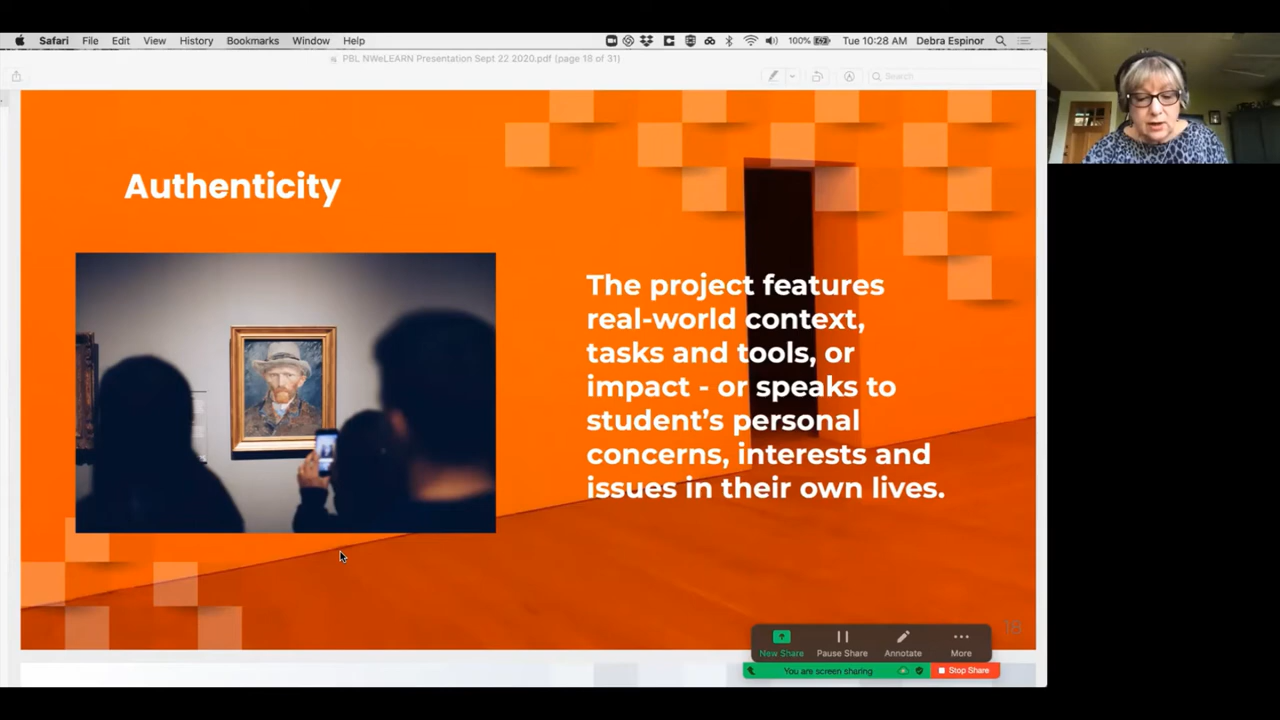 Safari File Edit View History Bookmarks Window Help 100% Tue 10:28 AM Debra Espinor
PBL NWeLEARN Presentation Sept 22 2020.pdf (page 18 of 31)
Search
Authenticity
The project features
real-world context,
tasks and tools, or
impact - or speaks to
student's personal
concerns, interests and
issues in their own lives.
18
New Share Pause Share Annotate More
You are screen sharing Stop Share